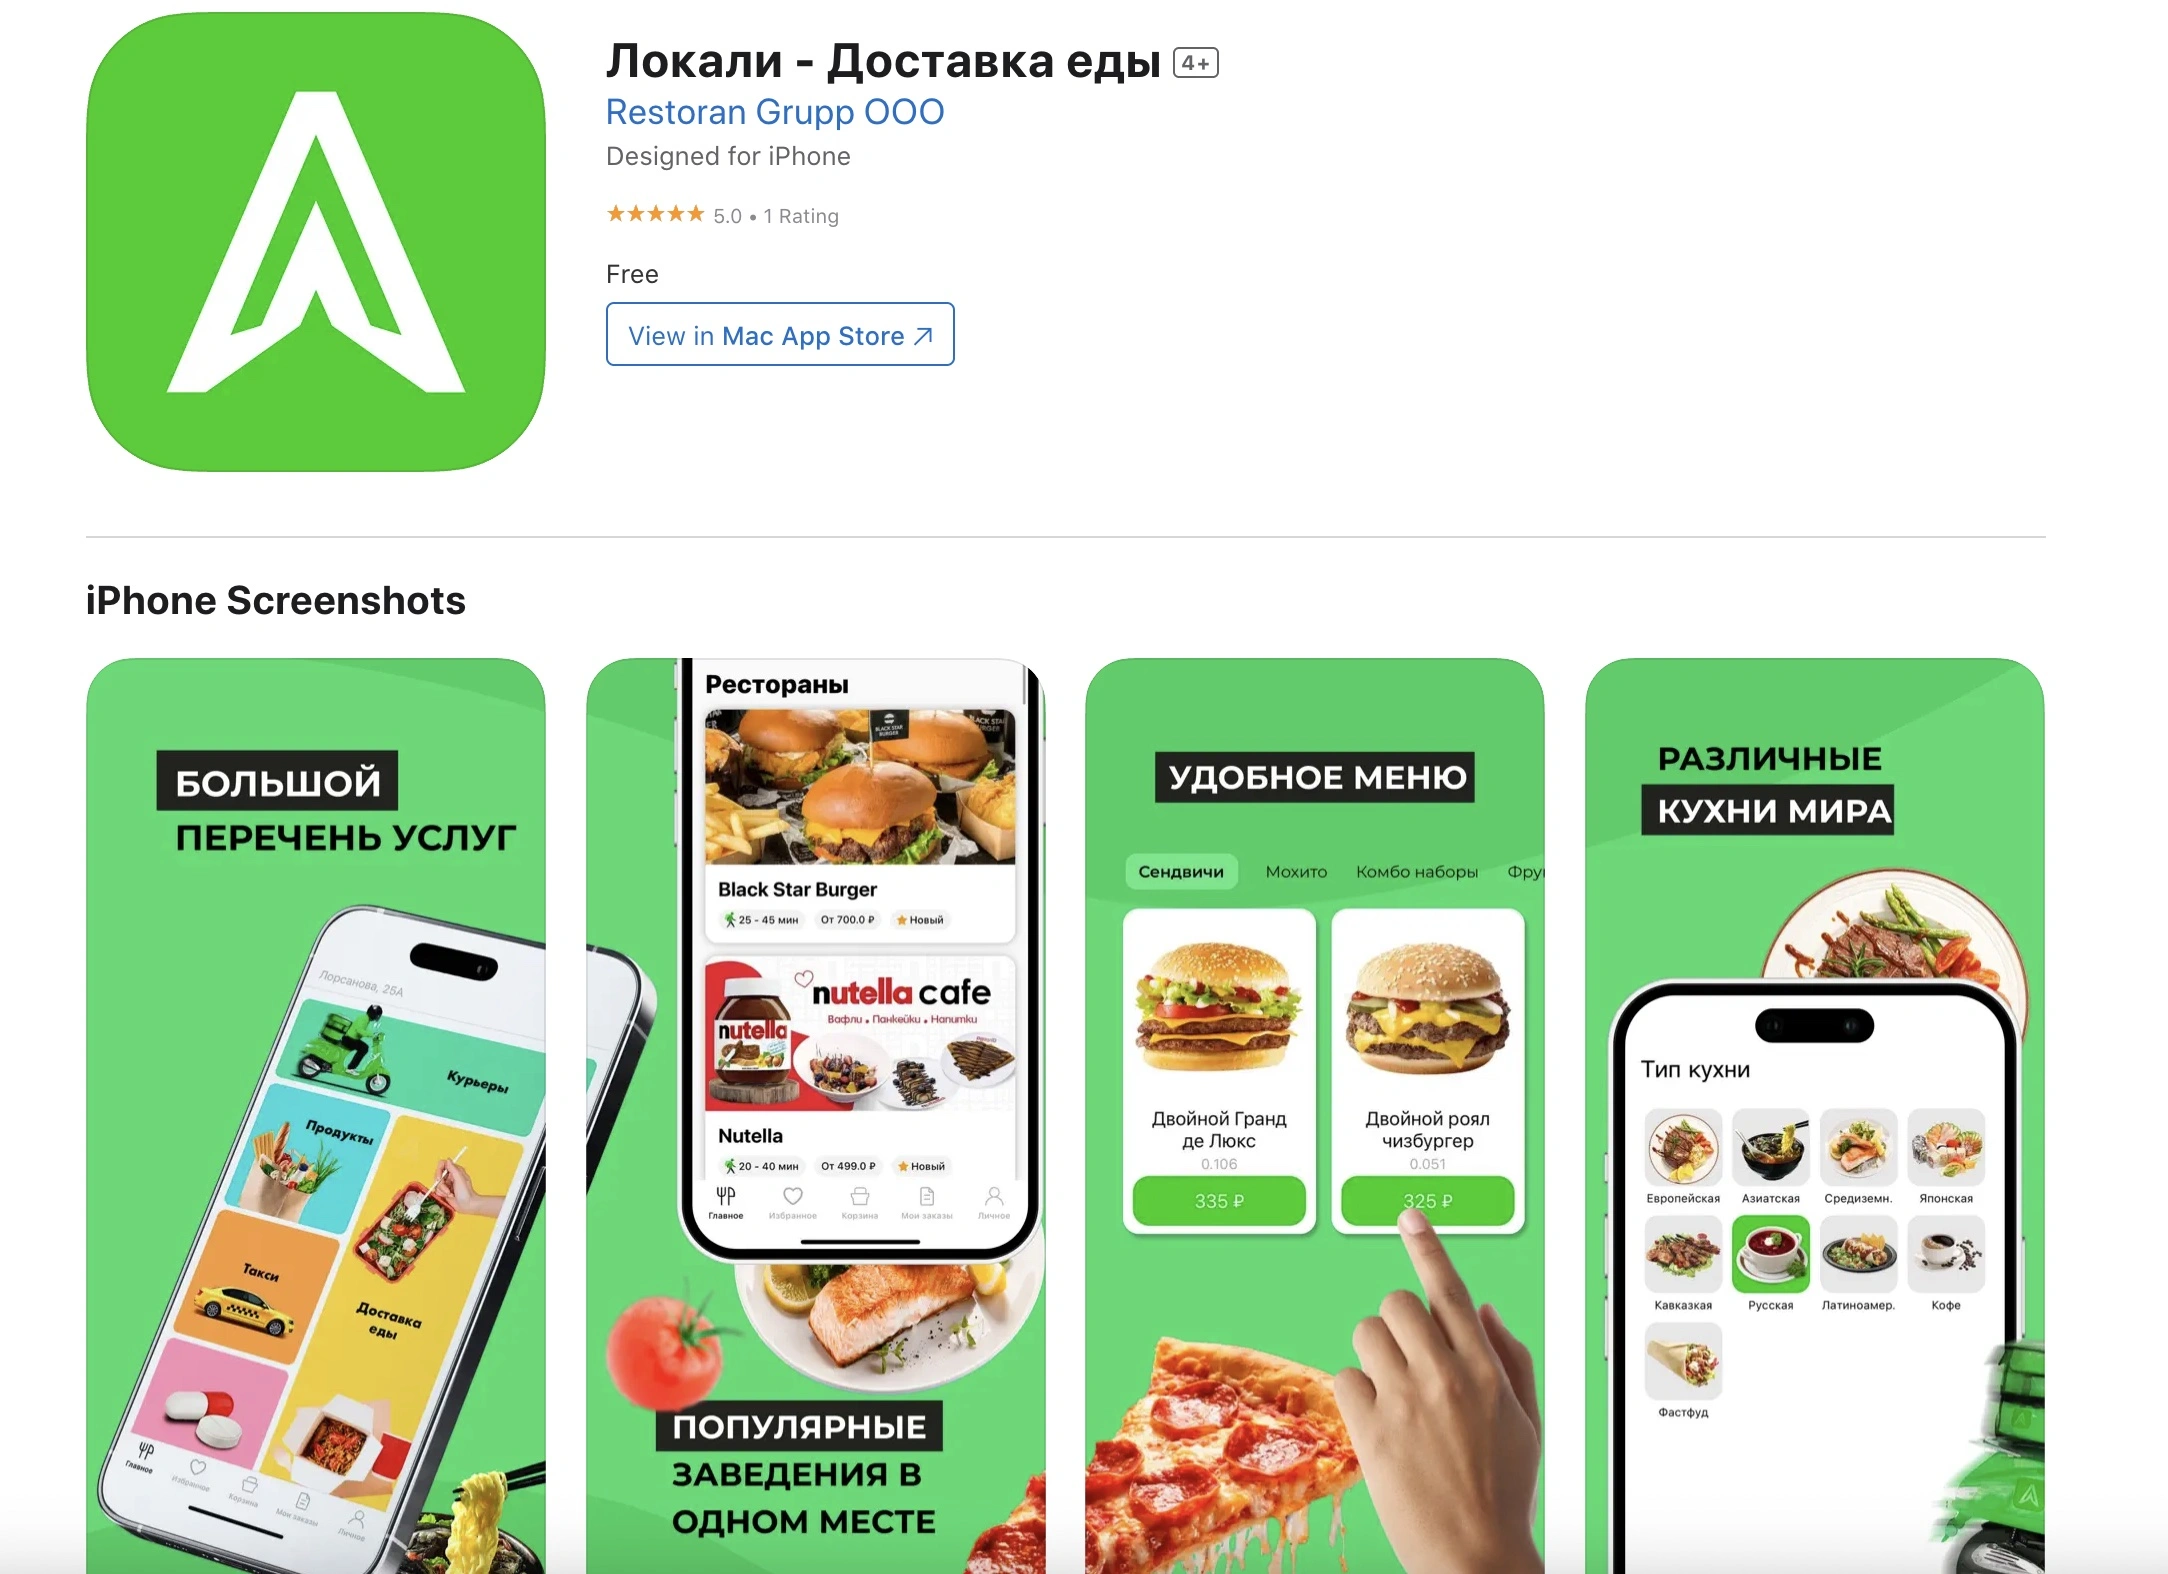 Локали - Доставка еды 4+
Restoran Grupp OOO
Designed for iPhone
★★★★★ 5.0 • 1 Rating
Free
View in Mac App Store ↗
iPhone Screenshots
БОЛЬШОЙ
ПЕРЕЧЕНЬ УСЛУГ
Лорсанова, 25А
Курьеры
Продукты
Такси
Доставка
еды
Главное
Избранное
Корзина
Мои заказы
Личное
Рестораны
BLACK STAR
BURGER
Black Star Burger
25 - 45 мин От 700.0 ₽ Новый
nutella cafe
Вафли • Панкейки • Напитки
nutella
Nutella
20 - 40 мин От 499.0 ₽ Новый
Главное Избранное Корзина Мои заказы Личное
ПОПУЛЯРНЫЕ
ЗАВЕДЕНИЯ В
ОДНОМ МЕСТЕ
УДОБНОЕ МЕНЮ
Сендвичи Мохито Комбо наборы Фру
Двойной Гранд
де Люкс
0.106
335 ₽
Двойной роял
чизбургер
0.051
325 ₽
РАЗЛИЧНЫЕ
КУХНИ МИРА
Тип кухни
Европейская Азиатская Средиземн. Японская
Кавказкая Русская Латиноамер. Кофе
Фастфуд